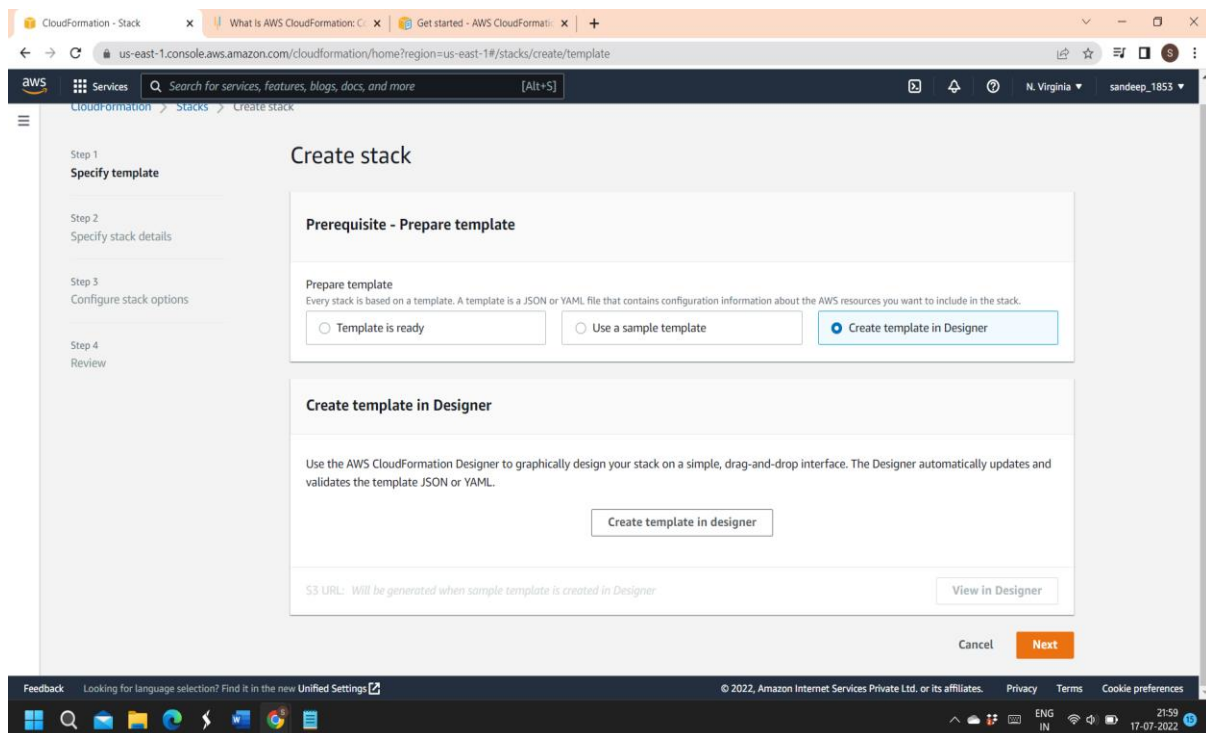 CloudFormation - Stack
What Is AWS CloudFormation: Co
Get started - AWS CloudFormatic
us-east-1.console.aws.amazon.com/cloudformation/home?region=us-east-1#/stacks/create/template
S
aws
Services
Search for services, features, blogs, docs, and more
[Alt+S]
N. Virginia
sandeep_1853
CloudFormation > Stacks > Create stack
Step 1
Specify template
Step 2
Specify stack details
Step 3
Configure stack options
Step 4
Review
Create stack
Prerequisite - Prepare template
Prepare template
Every stack is based on a template. A template is a JSON or YAML file that contains configuration information about the AWS resources you want to include in the stack.
Template is ready
Use a sample template
Create template in Designer
Create template in Designer
Use the AWS CloudFormation Designer to graphically design your stack on a simple, drag-and-drop interface. The Designer automatically updates and
validates the template JSON or YAML.
Create template in designer
S3 URL: Will be generated when sample template is created in Designer
View in Designer
Cancel
Next
Feedback
Looking for language selection? Find it in the new Unified Settings
© 2022, Amazon Internet Services Private Ltd. or its affiliates.
Privacy
Terms
Cookie preferences
ENG
IN
21:59
17-07-2022
15